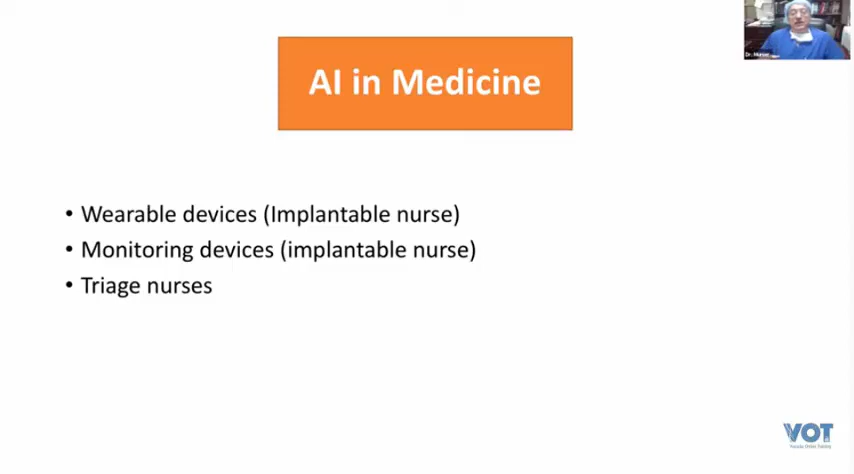 AI in Medicine
• Wearable devices (Implantable nurse)
• Monitoring devices (implantable nurse)
• Triage nurses
VOT